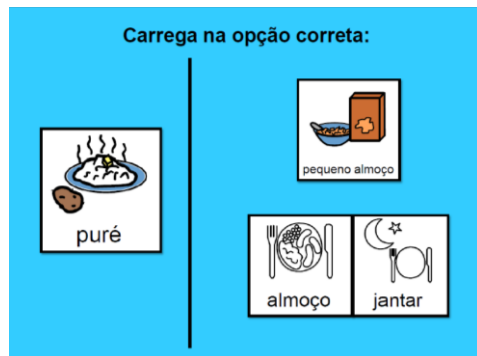 Carrega na opção correta:
puré
pequeno almoço
almoço
jantar